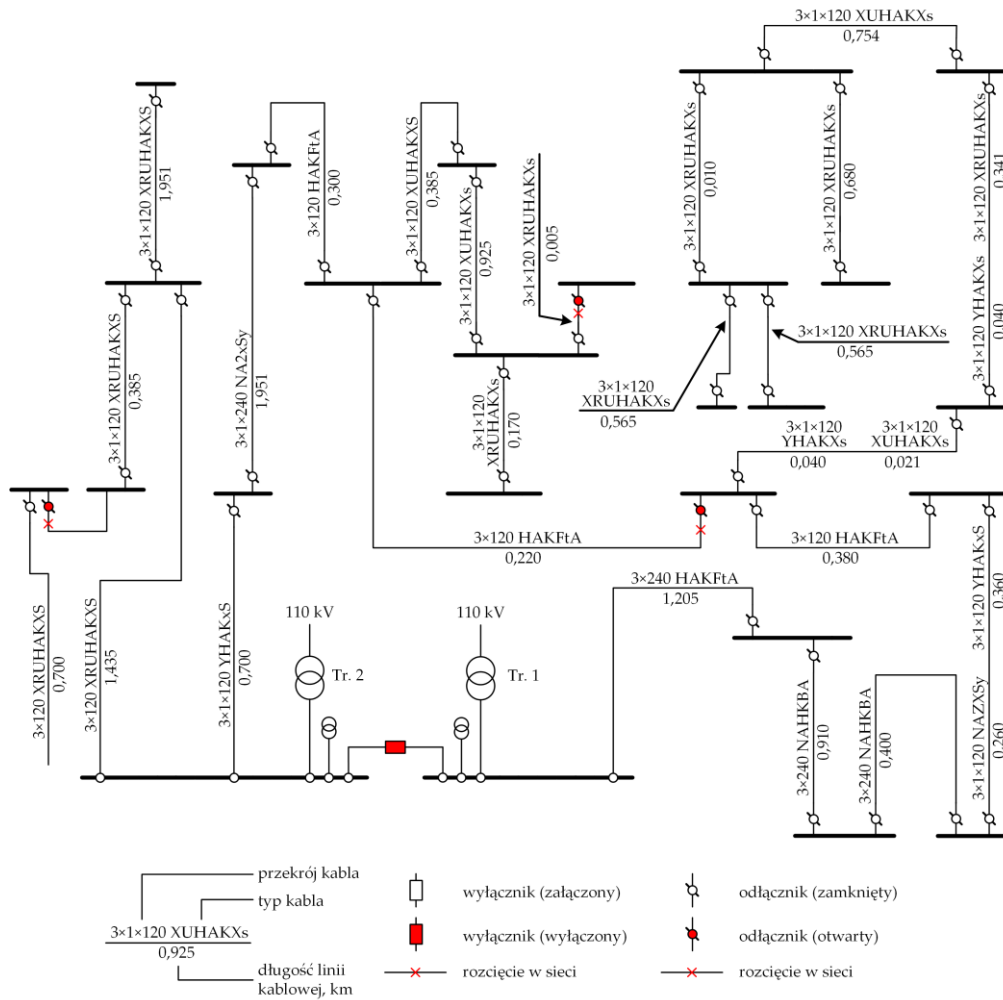 3×1×120 XUHAKXs
0,754
3×1×120 XRUHAKXS
1,951
3×120 HAKFtA
0,300
3×1×120 XUHAKXS
0,385
3×1×120 XRUHAKXs
0,005
3×1×120 XRUHAKXs
0,010
3×1×120 XRUHAKXs
0,680
3×1×120 XRUHAKXs
0,341
3×1×120 YHAKXs
0,040
3×1×120 XRUHAKXS
0,385
3×1×240 NA2xSy
1,951
3×1×120 XUHAKXs
0,925
3×1×120 XRUHAKXs
0,565
3×1×120
XRUHAKXs
0,565
3×1×120
XRUHAKXs
0,170
3×1×120
YHAKXs
0,040
3×1×120
XUHAKXs
0,021
3×120 HAKFtA
0,220
3×120 HAKFtA
0,380
3×1×120 YHAKxS
0,360
3×1×120 NAZXSy
0,260
3×120 XRUHAKXS
0,700
3×120 XRUHAKXS
1,435
3×1×120 YHAKxS
0,700
110 kV
Tr. 2
110 kV
Tr. 1
3×240 HAKFtA
1,205
3×240 NAHKBA
0,910
3×240 NAHKBA
0,400
przekrój kabla
typ kabla
3×1×120 XUHAKXs
0,925
długość linii
kablowej, km
wyłącznik (załączony)
wyłącznik (wyłączony)
rozcięcie w sieci
odłącznik (zamknięty)
odłącznik (otwarty)
rozcięcie w sieci